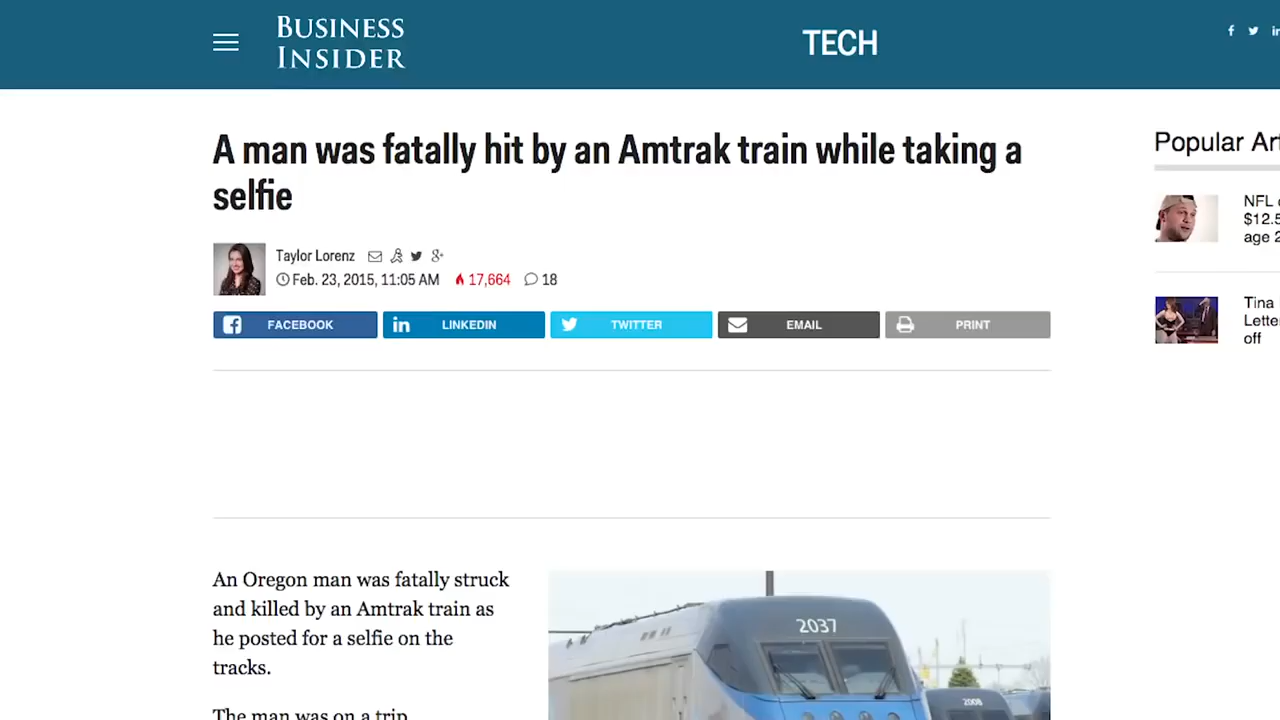 BUSINESS
INSIDER
TECH
A man was fatally hit by an Amtrak train while taking a
selfie
Taylor Lorenz
Feb. 23, 2015, 11:05 AM 17,664 18
FACEBOOK
LINKEDIN
TWITTER
EMAIL
PRINT
An Oregon man was fatally struck
and killed by an Amtrak train as
he posted for a selfie on the
tracks.
The man was on a trip
2037
2008
Popular Ar
NFL
$12.5
age 2
Tina
Lette
off